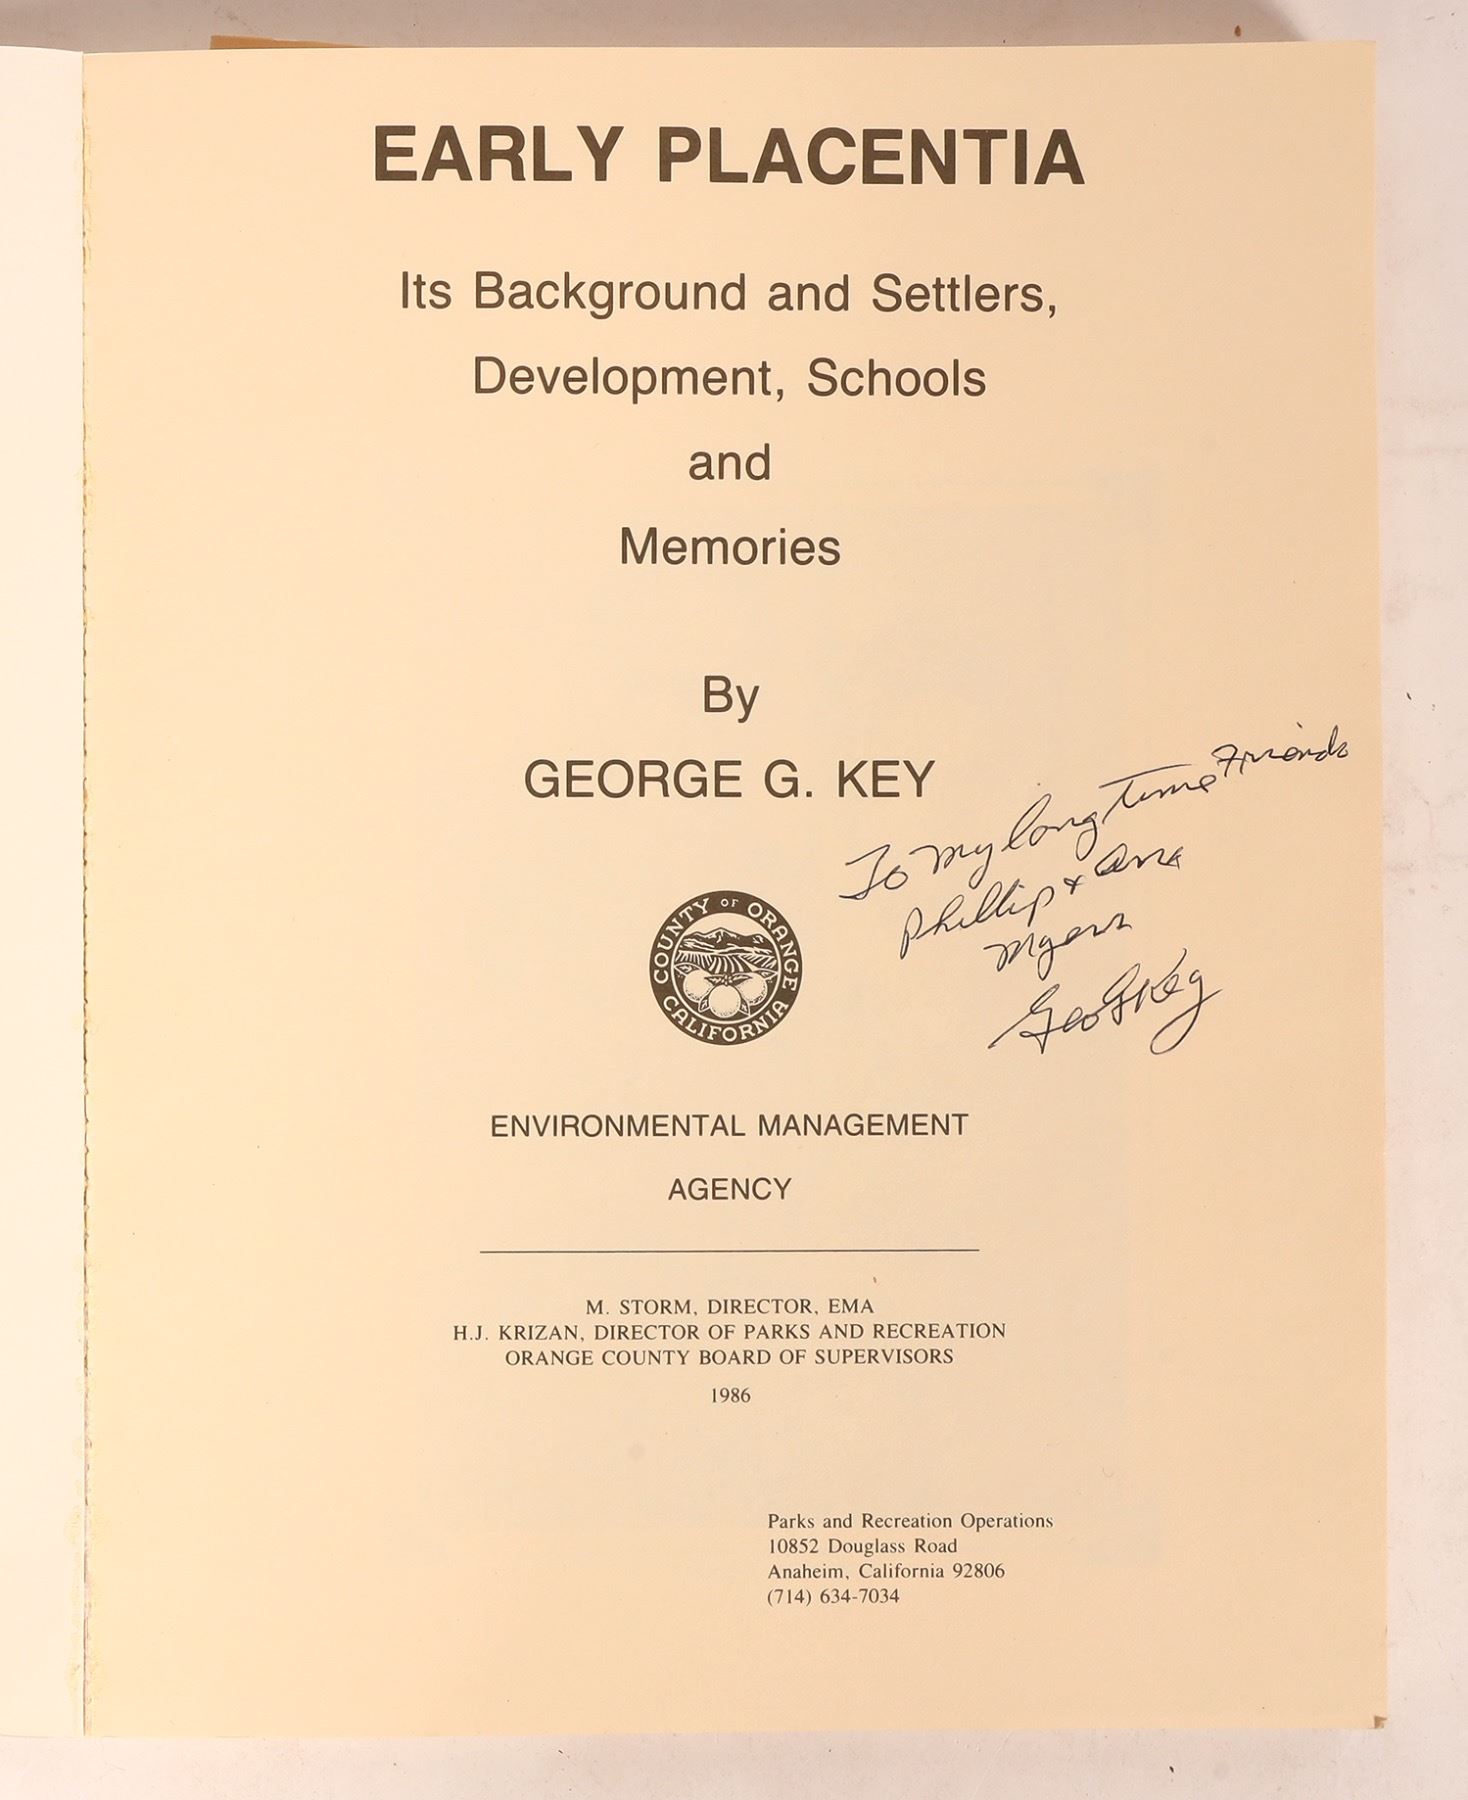 EARLY PLACENTIA
Its Background and Settlers,
Development, Schools
and
Memories
By
GEORGE G. KEY
To My long Time Friends
Phillip & Ana
Myers
Geo G Key
COUNTY OF ORANGE
CALIFORNIA
ENVIRONMENTAL MANAGEMENT
AGENCY
M. STORM, DIRECTOR, EMA
H.J. KRIZAN, DIRECTOR OF PARKS AND RECREATION
ORANGE COUNTY BOARD OF SUPERVISORS
1986
Parks and Recreation Operations
10852 Douglass Road
Anaheim, California 92806
(714) 634-7034